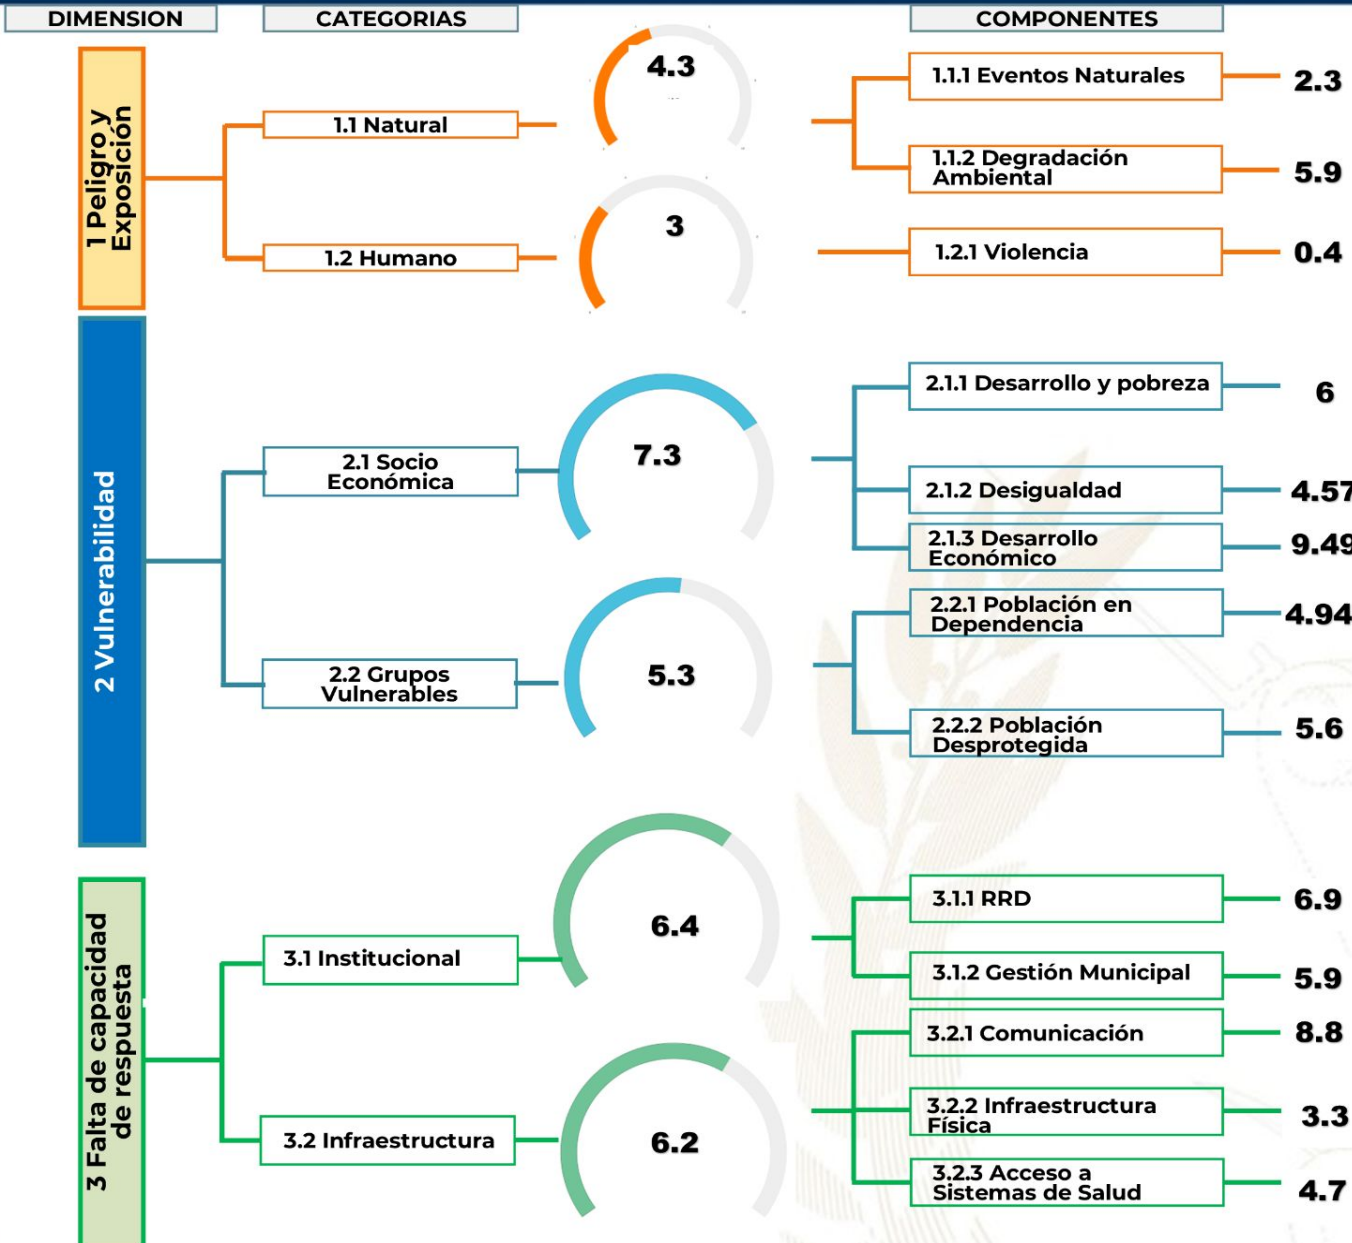 DIMENSION
CATEGORIAS
COMPONENTES
1 Peligro y
Exposición
1.1 Natural
4.3
1.1.1 Eventos Naturales
2.3
1.1.2 Degradación
Ambiental
5.9
1.2 Humano
3
1.2.1 Violencia
0.4
2 Vulnerabilidad
2.1 Socio
Económica
7.3
2.1.1 Desarrollo y pobreza
6
2.1.2 Desigualdad
4.57
2.1.3 Desarrollo
Económico
9.49
2.2 Grupos
Vulnerables
5.3
2.2.1 Población en
Dependencia
4.94
2.2.2 Población
Desprotegida
5.6
3 Falta de capacidad
de respuesta
3.1 Institucional
6.4
3.1.1 RRD
6.9
3.1.2 Gestión Municipal
5.9
3.2 Infraestructura
6.2
3.2.1 Comunicación
8.8
3.2.2 Infraestructura
Física
3.3
3.2.3 Acceso a
Sistemas de Salud
4.7